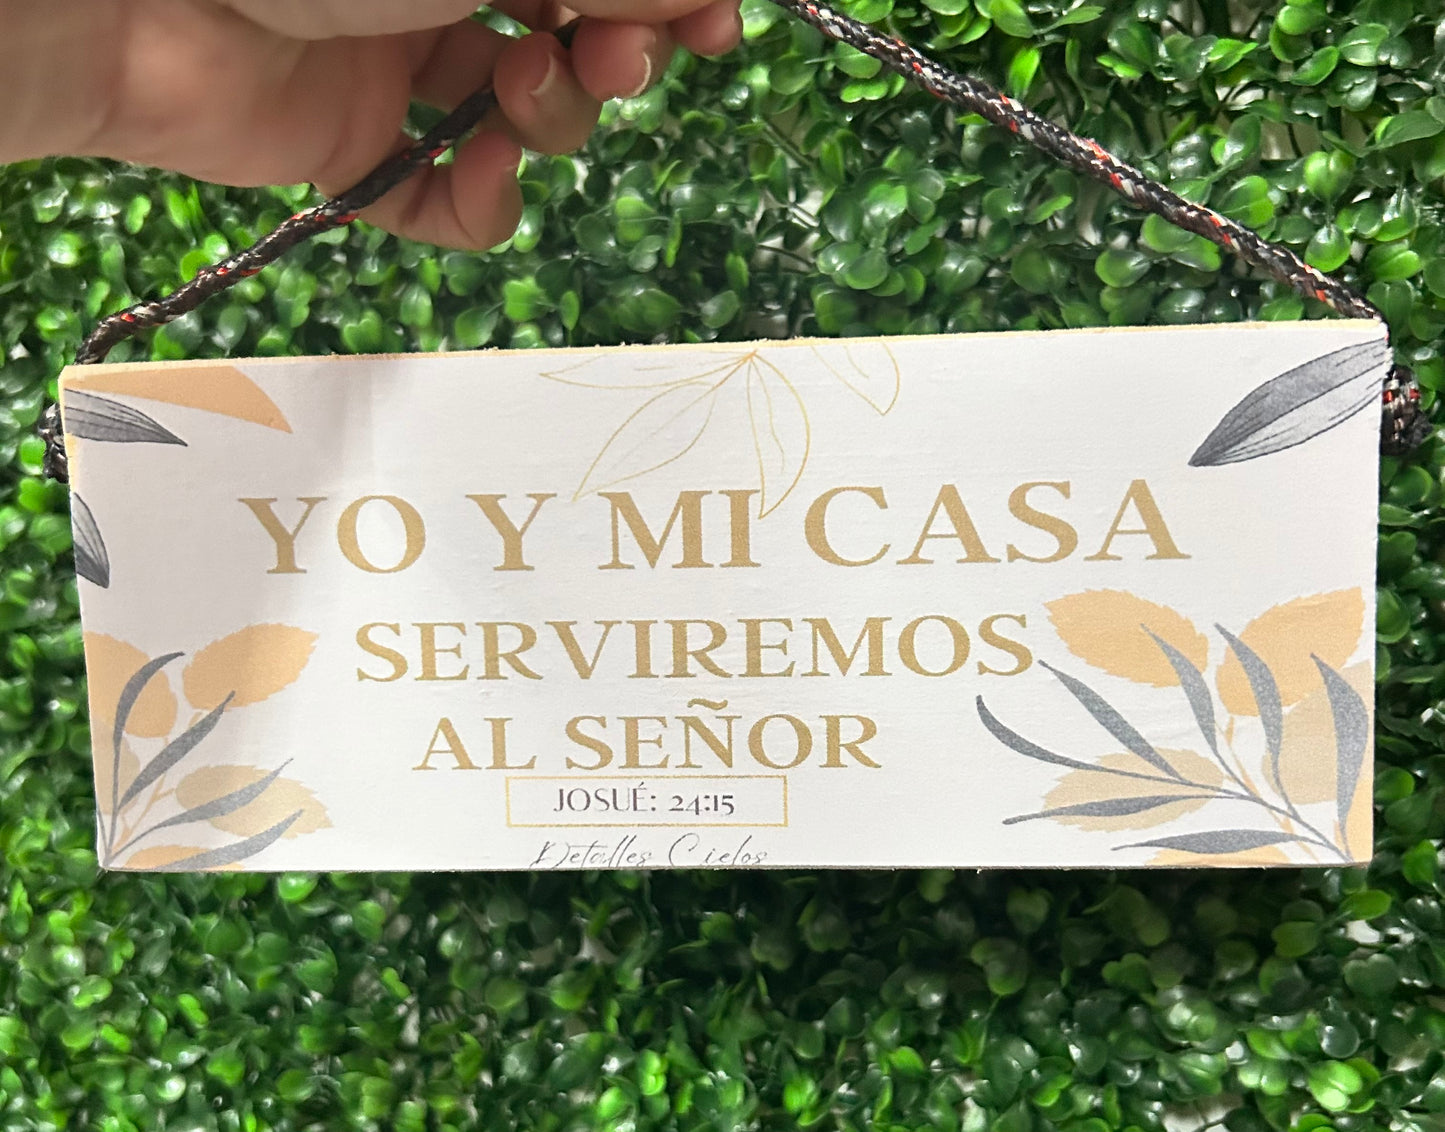 YO Y MI CASA
SERVIREMOS
AL SEÑOR
JOSUÉ: 24:15
Detalles Cielos